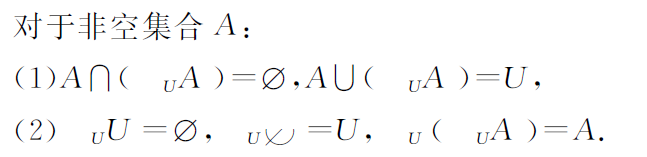 对于非空集合 A:
(1)A∩( ᵤA )=∅,A∪( ᵤA )=U,
(2) ᵤU =∅, ᵤ =U, ᵤ( ᵤA )=A.